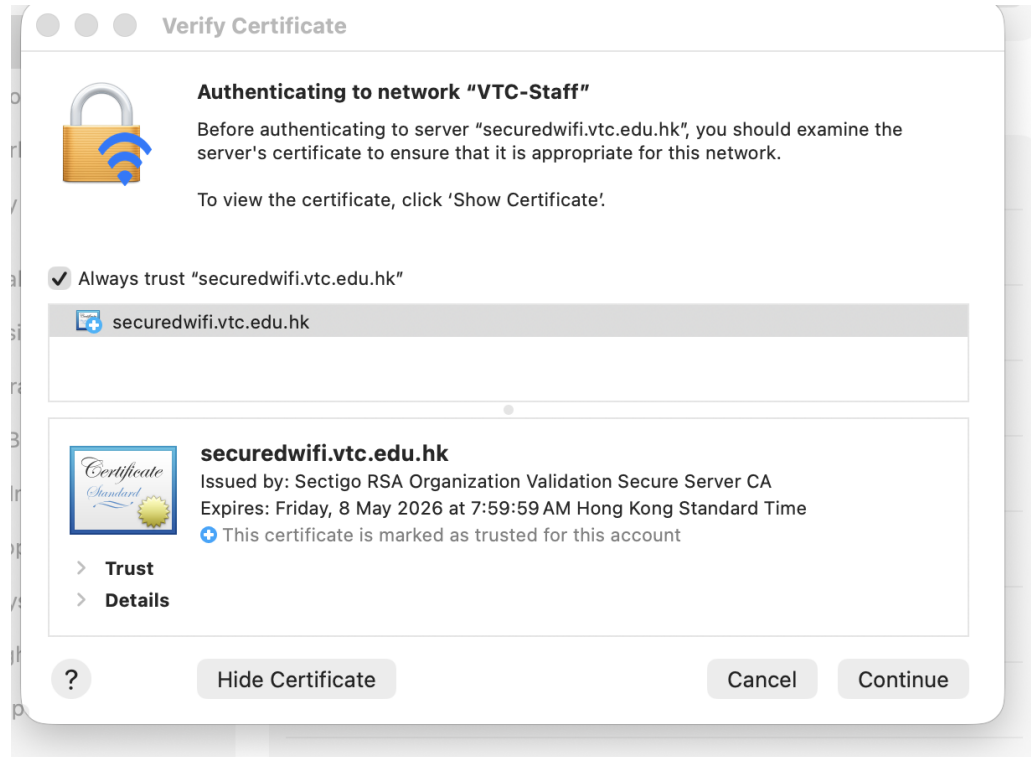 Verify Certificate
Authenticating to network “VTC-Staff”
Before authenticating to server “securedwifi.vtc.edu.hk”, you should examine the
server's certificate to ensure that it is appropriate for this network.
To view the certificate, click ‘Show Certificate’.
Always trust “securedwifi.vtc.edu.hk”
securedwifi.vtc.edu.hk
Certificate
Standard
securedwifi.vtc.edu.hk
Issued by: Sectigo RSA Organization Validation Secure Server CA
Expires: Friday, 8 May 2026 at 7:59:59 AM Hong Kong Standard Time
This certificate is marked as trusted for this account
Trust
Details
?
Hide Certificate
Cancel
Continue